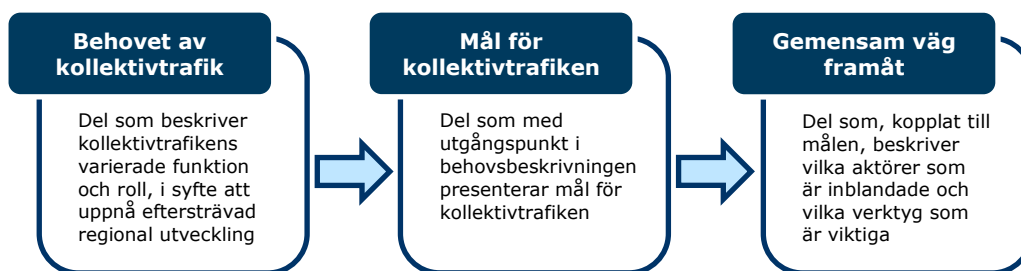 Behovet av
kollektivtrafik
Del som beskriver
kollektivtrafikens
varierade funktion
och roll, i syfte att
uppnå eftersträvad
regional utveckling
Mål för
kollektivtrafiken
Del som med
utgångspunkt i
behovsbeskrivningen
presenterar mål för
kollektivtrafiken
Gemensam väg
framåt
Del som, kopplat till
målen, beskriver
vilka aktörer som
är inblandade och
vilka verktyg som
är viktiga